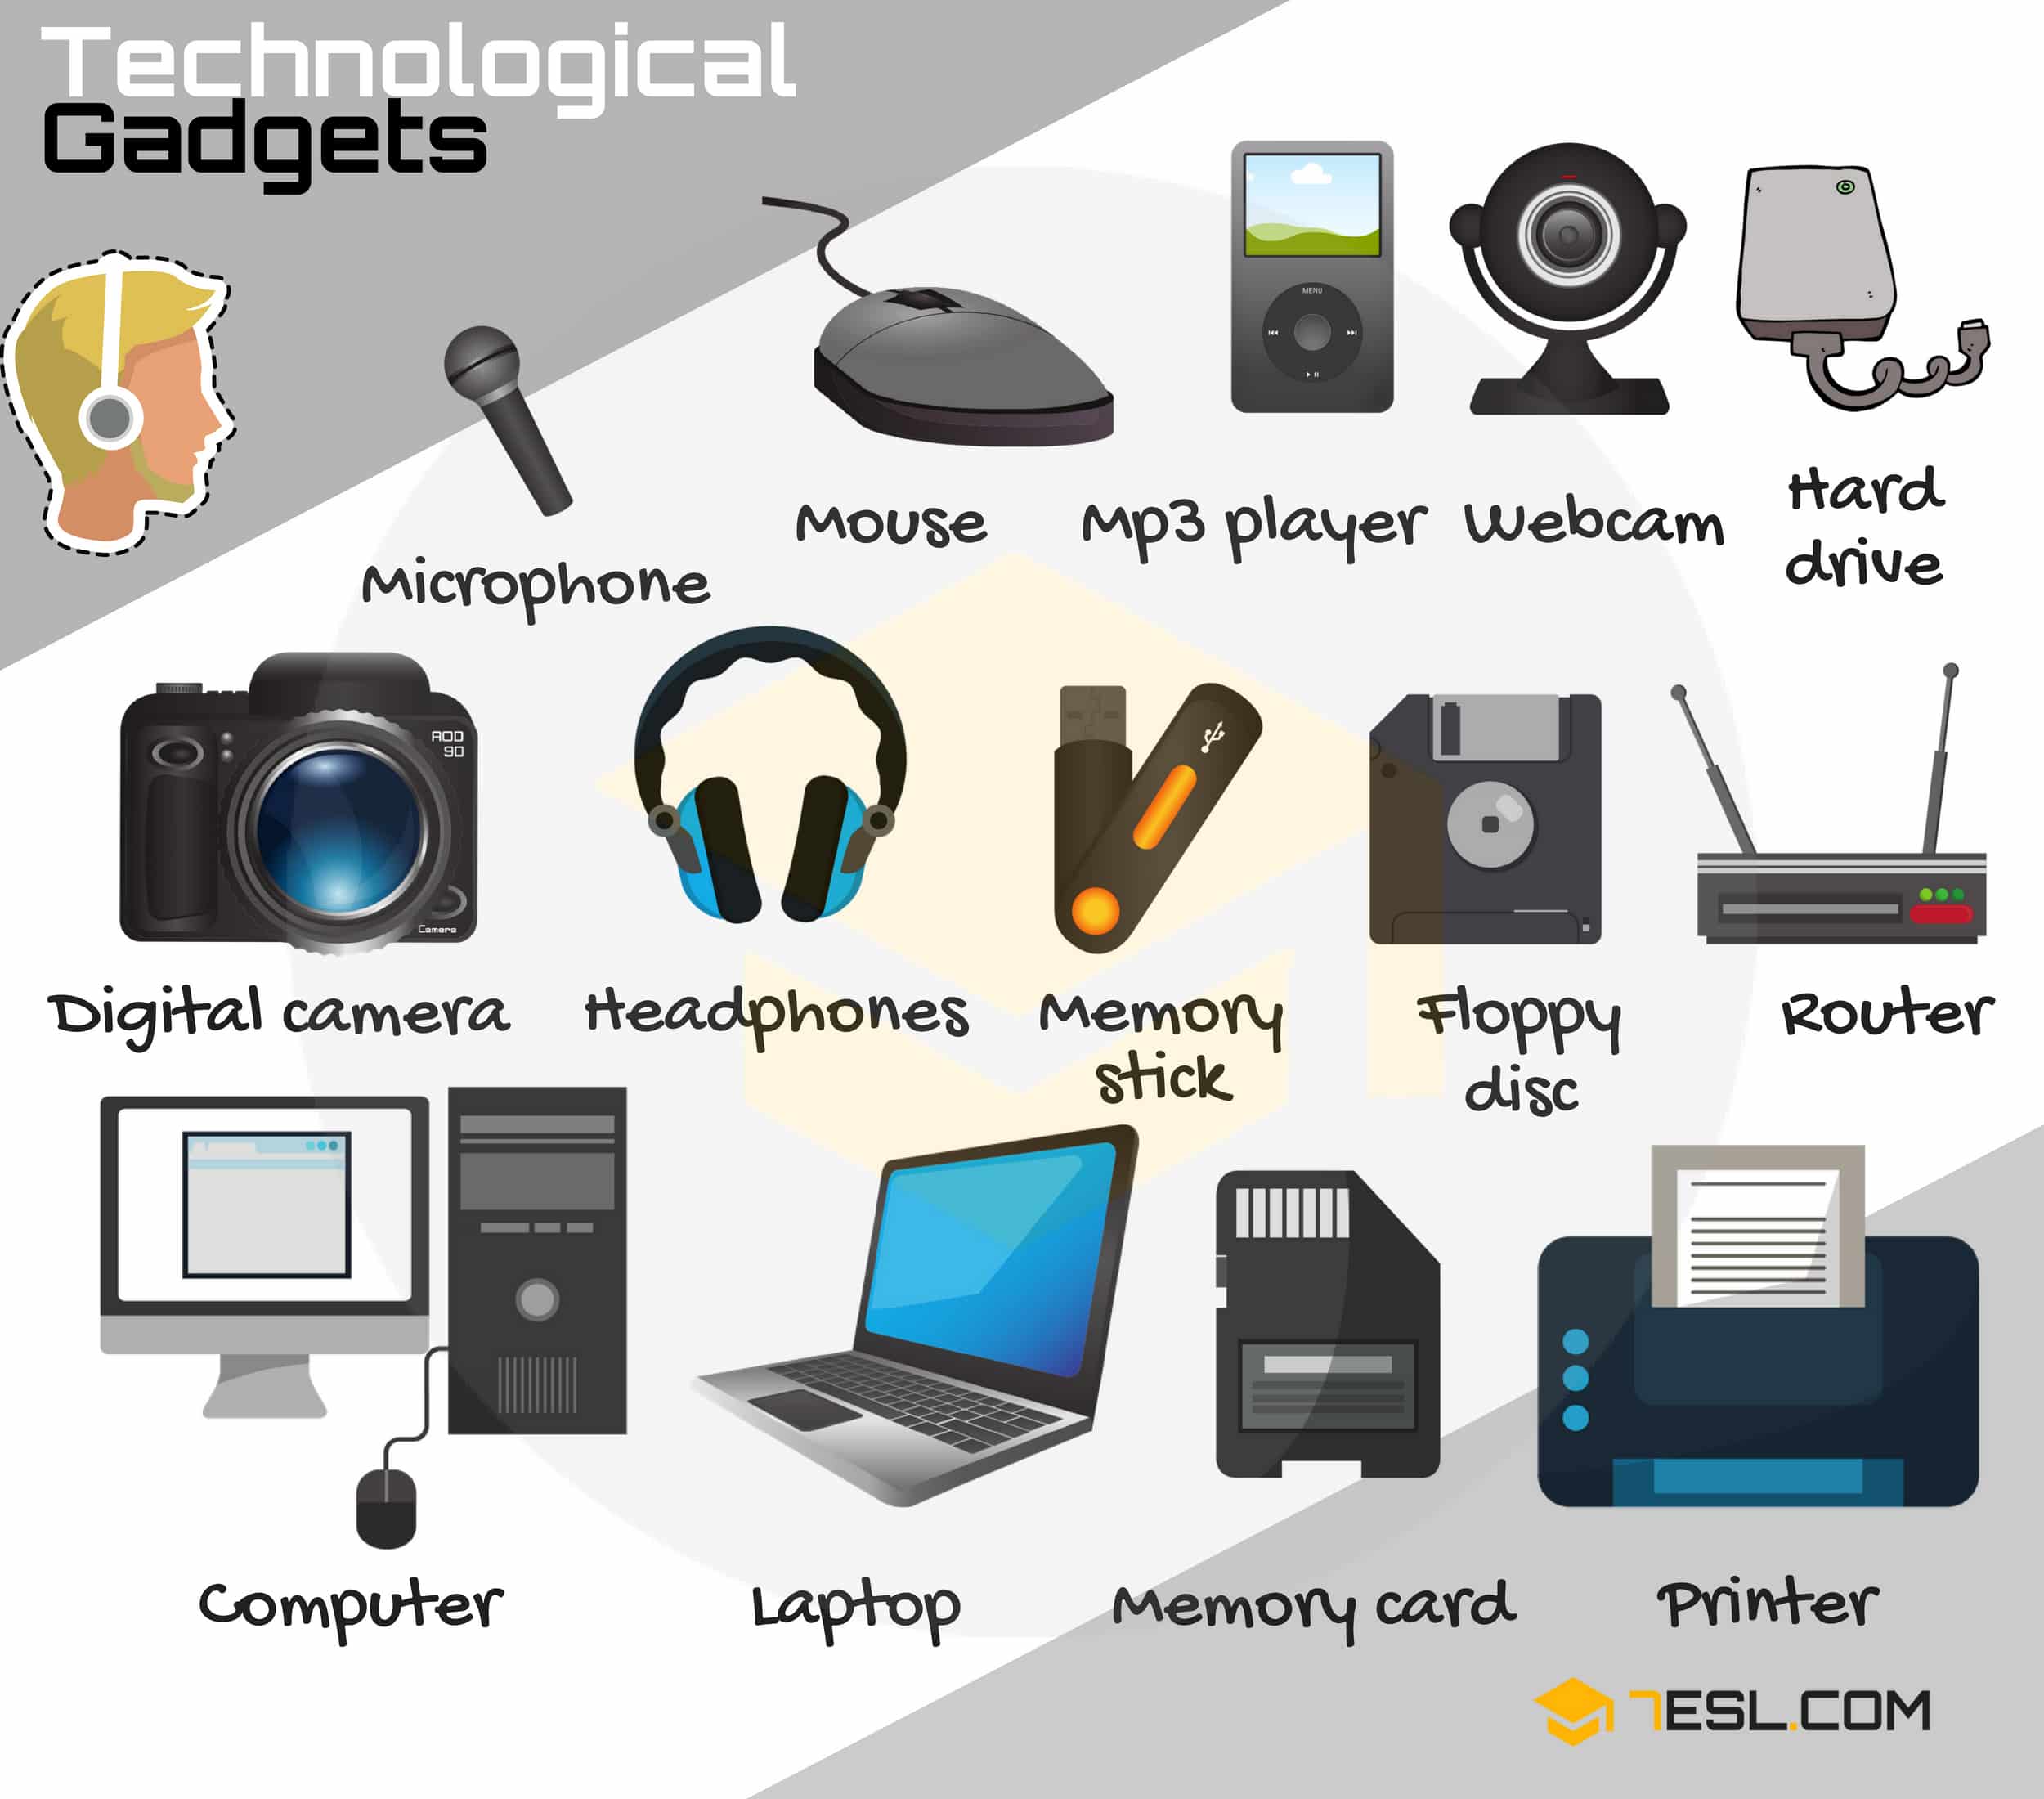 Technological
Gadgets
MENU
Microphone
Mouse
Mp3 player
Webcam
Hard
drive
AOD
90
Camera
Digital camera
Headphones
Memory
stick
Floppy
disc
Router
Computer
Laptop
Memory card
Printer
7ESL.COM